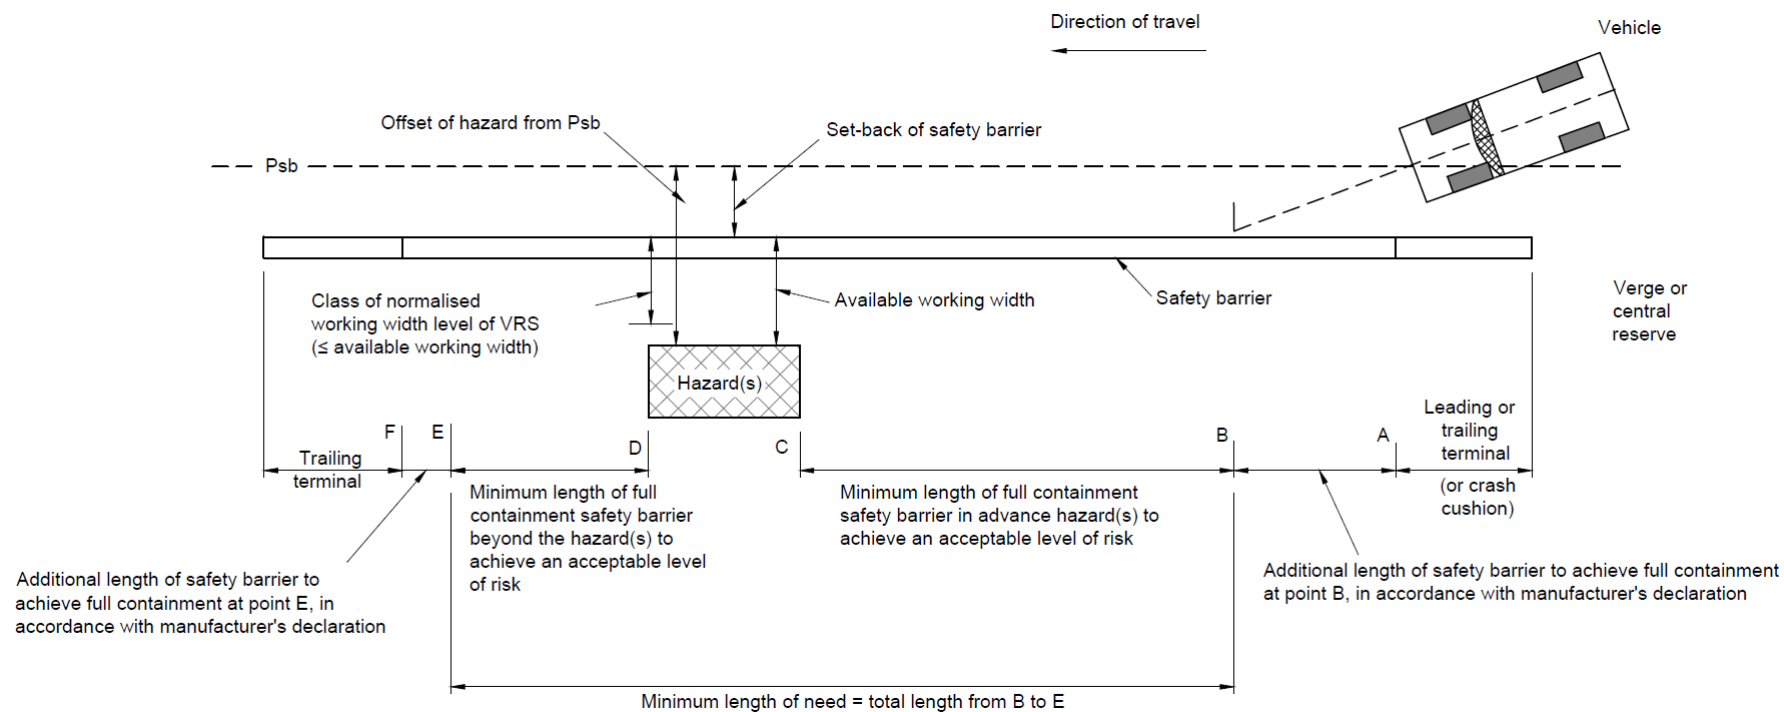 Direction of travel
Vehicle
Offset of hazard from Psb
Set-back of safety barrier
Psb
Class of normalised
working width level of VRS
(≤ available working width)
Available working width
Safety barrier
Verge or
central
reserve
Hazard(s)
F
E
D
C
B
A
Leading or
trailing
terminal
(or crash
cushion)
Trailing
terminal
Minimum length of full
containment safety barrier
beyond the hazard(s) to
achieve an acceptable level
of risk
Minimum length of full containment
safety barrier in advance hazard(s) to
achieve an acceptable level of risk
Additional length of safety barrier to
achieve full containment at point E, in
accordance with manufacturer's declaration
Additional length of safety barrier to achieve full containment
at point B, in accordance with manufacturer's declaration
Minimum length of need = total length from B to E